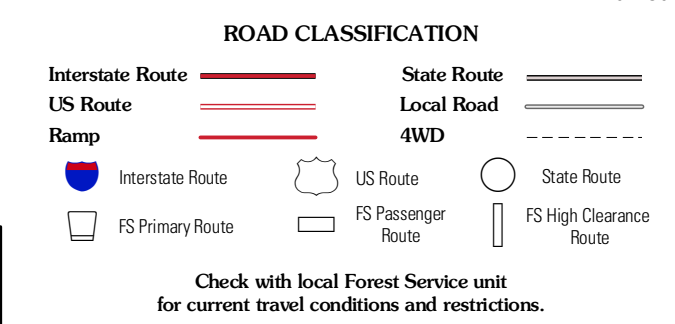 ROAD CLASSIFICATION
Interstate Route
State Route
US Route
Local Road
Ramp
4WD
Interstate Route
US Route
State Route
FS Primary Route
FS Passenger
Route
FS High Clearance
Route
Check with local Forest Service unit
for current travel conditions and restrictions.